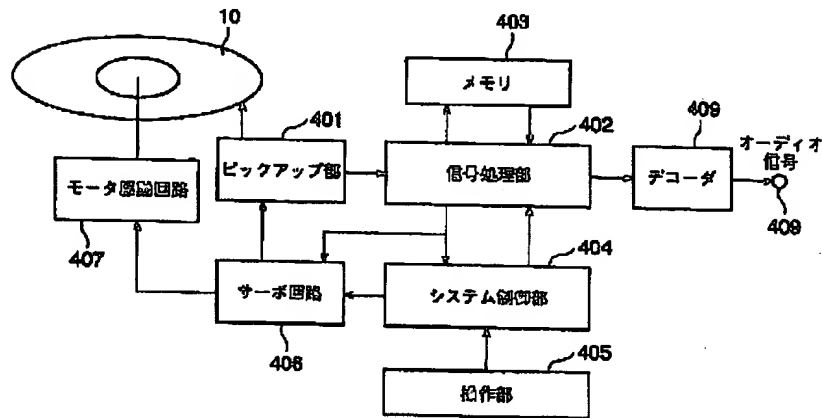 10
403
メモリ
401
402
409
ピックアップ部
信号処理部
デコーダ
オーディオ
信号
モータ駆動回路
409
407
404
サーボ回路
システム制御部
406
405
操作部